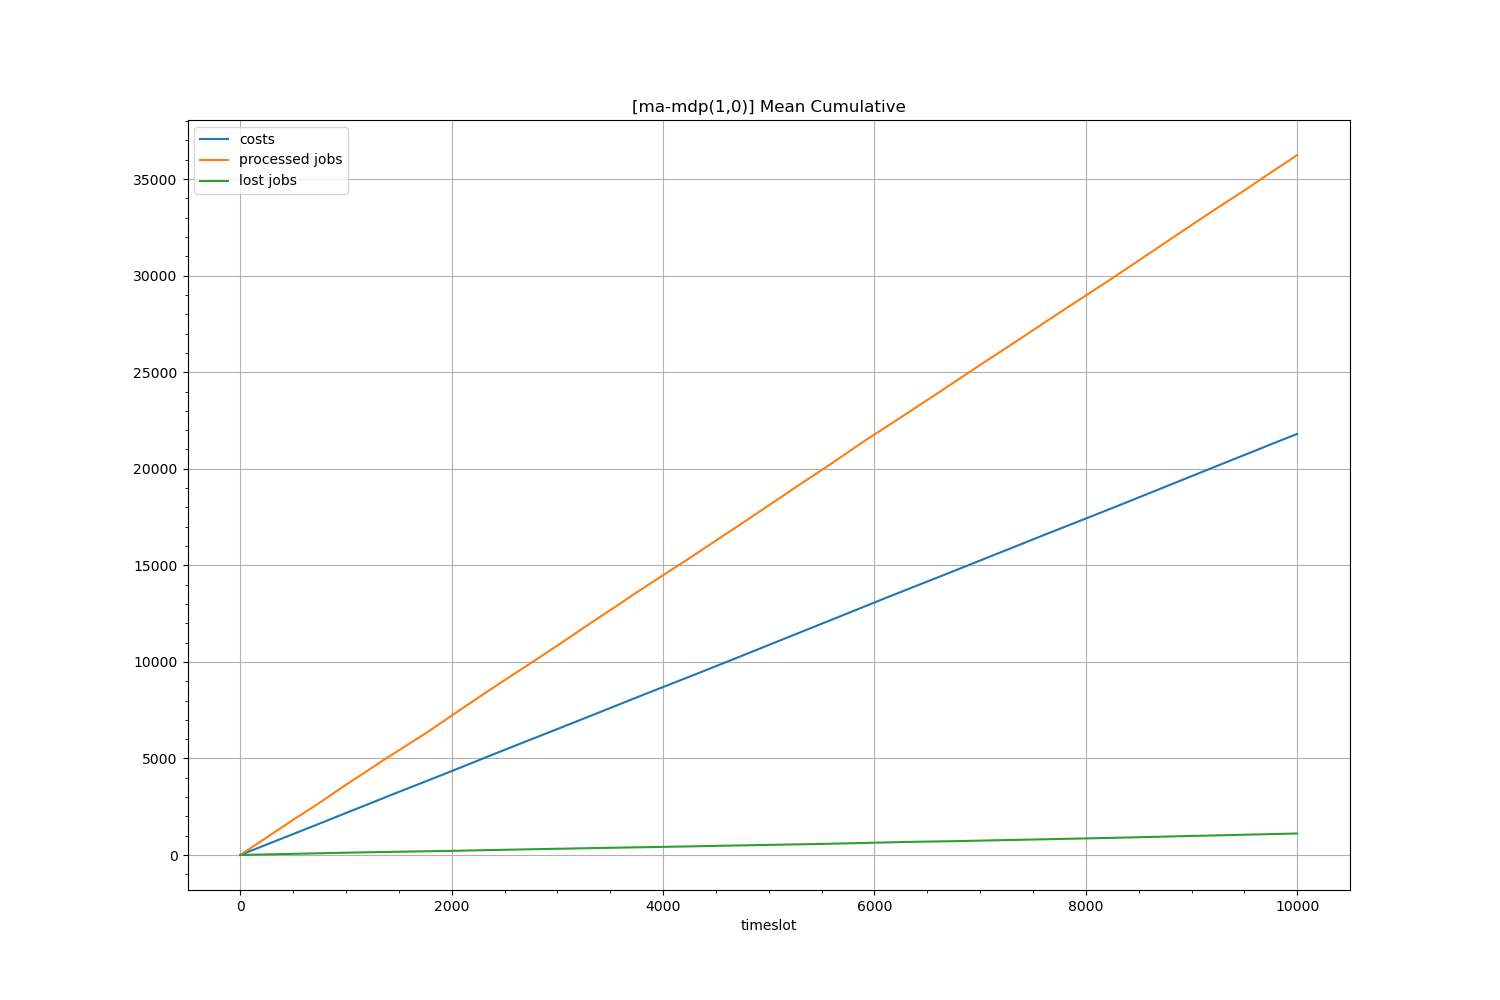 [ma-mdp(1,0)] Mean Cumulative
costs
processed jobs
lost jobs
35000
30000
25000
20000
15000
10000
5000
0
0 2000 4000 6000 8000 10000
timeslot